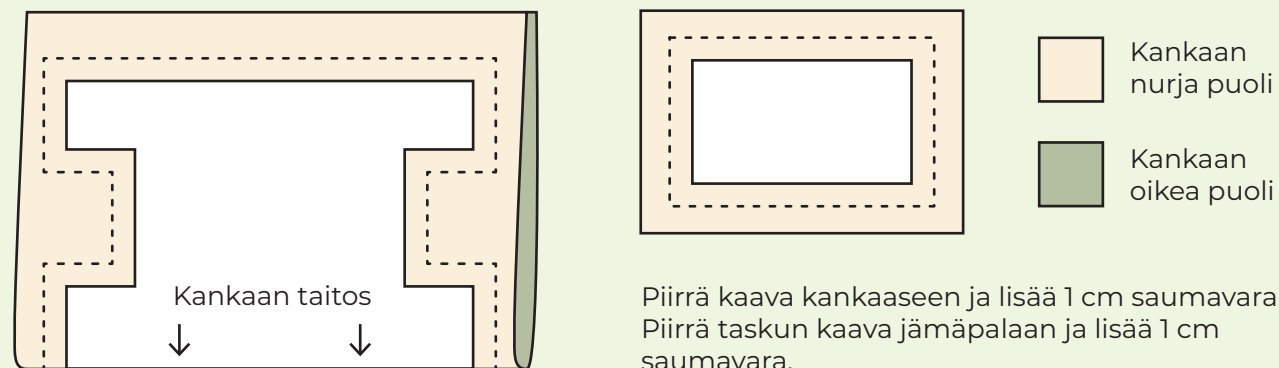 Kankaan
nurja puoli
Kankaan
oikea puoli
Kankaan taitos
Piirrä kaava kankaaseen ja lisää 1 cm saumavara
Piirrä taskun kaava jämäpalaan ja lisää 1 cm
saumavara.